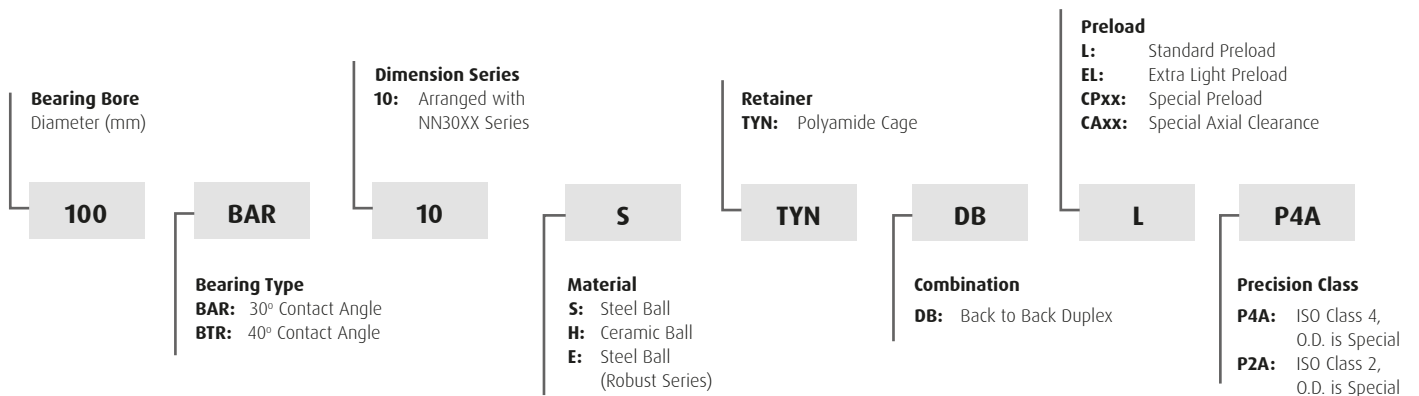 Bearing Bore
Diameter (mm)
100
BAR
Bearing Type
BAR: 30º Contact Angle
BTR: 40º Contact Angle
Dimension Series
10: Arranged with
NN30XX Series
10
S
Material
S: Steel Ball
H: Ceramic Ball
E: Steel Ball
(Robust Series)
Retainer
TYN: Polyamide Cage
TYN
DB
Combination
DB: Back to Back Duplex
Preload
L: Standard Preload
EL: Extra Light Preload
CPxx: Special Preload
CAxx: Special Axial Clearance
L
P4A
Precision Class
P4A: ISO Class 4,
O.D. is Special
P2A: ISO Class 2,
O.D. is Special